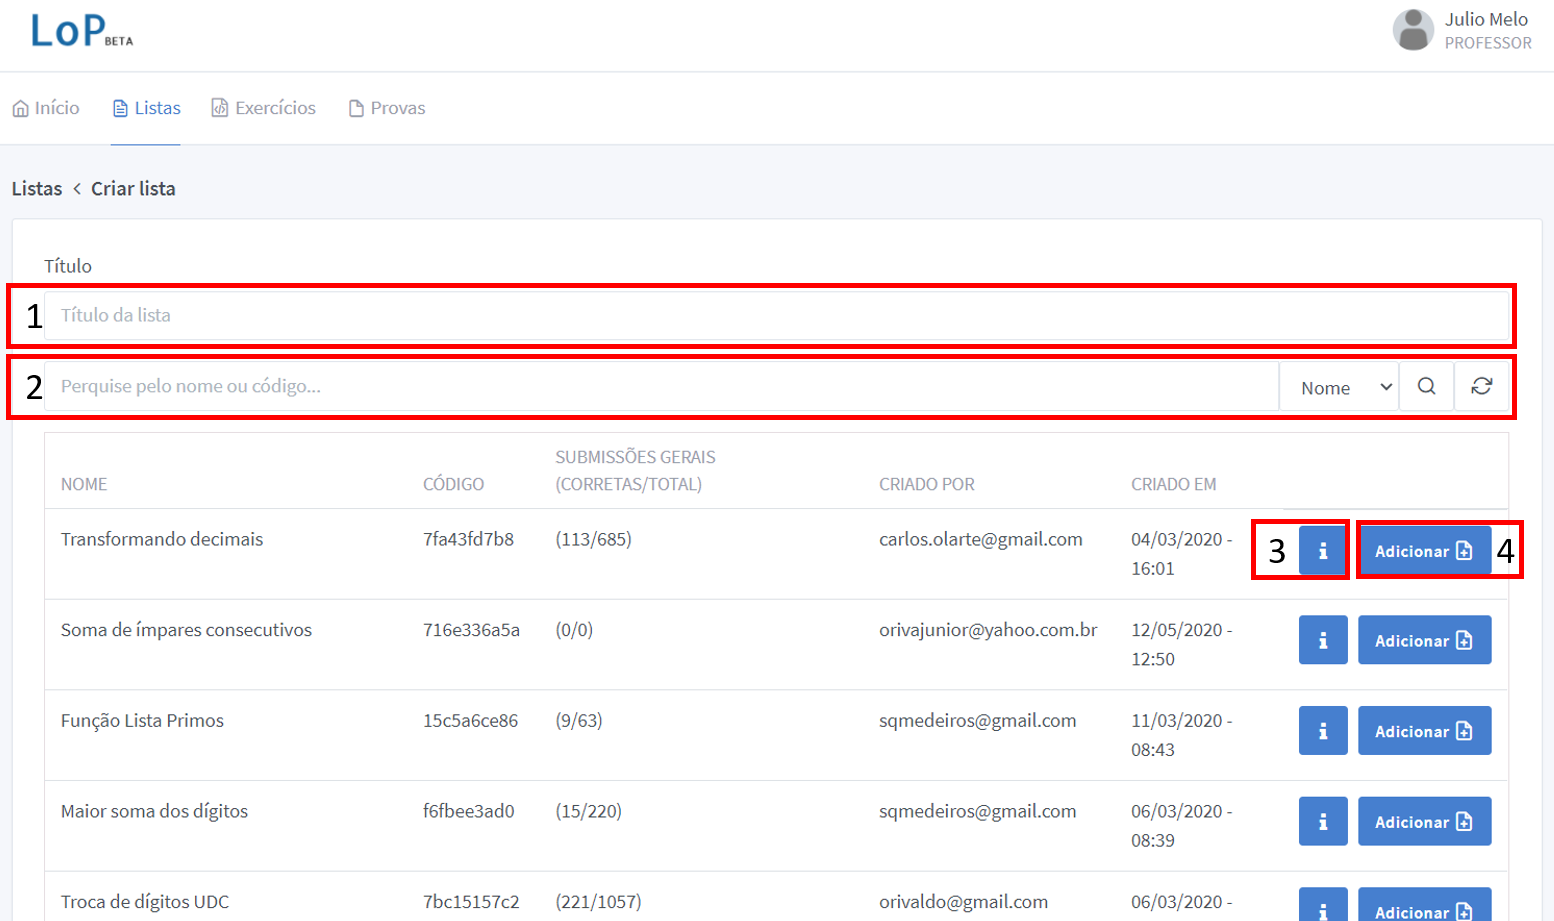 LoP BETA
Julio Melo
PROFESSOR
Início Listas Exercícios Provas
Listas < Criar lista
Título
1 Título da lista
2 Perquise pelo nome ou código... Nome
NOME CÓDIGO SUBMISSÕES GERAIS (CORRETAS/TOTAL) CRIADO POR CRIADO EM
Transformando decimais 7fa43fd7b8 (113/685) carlos.olarte@gmail.com 04/03/2020 - 16:01 3 i Adicionar 4
Soma de ímpares consecutivos 716e336a5a (0/0) orivajunior@yahoo.com.br 12/05/2020 - 12:50 i Adicionar
Função Lista Primos 15c5a6ce86 (9/63) sqmedeiros@gmail.com 11/03/2020 - 08:43 i Adicionar
Maior soma dos dígitos f6fbee3ad0 (15/220) sqmedeiros@gmail.com 06/03/2020 - 08:39 i Adicionar
Troca de dígitos UDC 7bc15157c2 (221/1057) orivaldo@gmail.com 06/03/2020 - i Adicionar